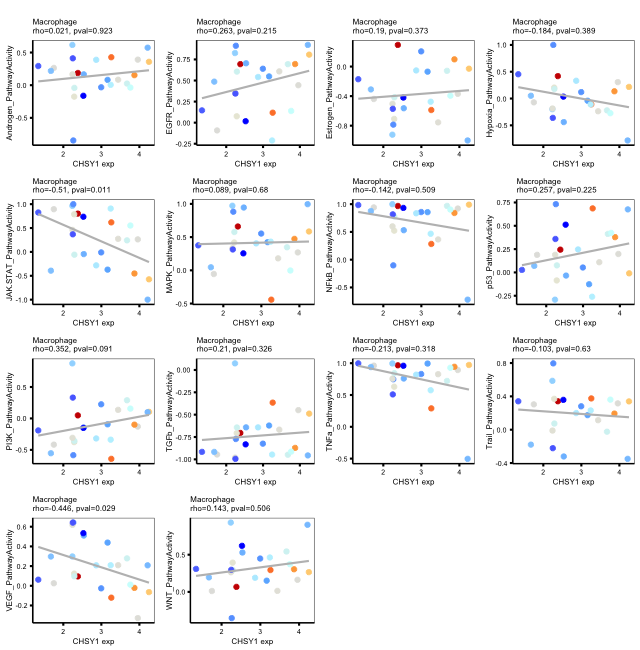 Macrophage
rho=0.021, pval=0.923
Androgen_PathwayActivity
0.5
0.0
-0.5
2 3 4
CHSY1 exp
Macrophage
rho=0.263, pval=0.215
EGFR_PathwayActivity
0.75
0.50
0.25
0.00
-0.25
2 3 4
CHSY1 exp
Macrophage
rho=0.19, pval=0.373
Estrogen_PathwayActivity
0.0
-0.4
-0.8
2 3 4
CHSY1 exp
Macrophage
rho=-0.184, pval=0.389
Hypoxia_PathwayActivity
1.0
0.5
0.0
-0.5
2 3 4
CHSY1 exp
Macrophage
rho=-0.51, pval=0.011
JAK.STAT_PathwayActivity
1.0
0.5
0.0
-0.5
-1.0
2 3 4
CHSY1 exp
Macrophage
rho=0.089, pval=0.68
MAPK_PathwayActivity
1.0
0.5
0.0
-0.5
2 3 4
CHSY1 exp
Macrophage
rho=-0.142, pval=0.509
NFkB_PathwayActivity
1.0
0.5
0.0
-0.5
2 3 4
CHSY1 exp
Macrophage
rho=0.257, pval=0.225
p53_PathwayActivity
0.75
0.50
0.25
0.00
-0.25
2 3 4
CHSY1 exp
Macrophage
rho=0.352, pval=0.091
PI3K_PathwayActivity
0.5
0.0
-0.5
2 3 4
CHSY1 exp
Macrophage
rho=0.21, pval=0.326
TGFb_PathwayActivity
0.00
-0.25
-0.50
-0.75
-1.00
2 3 4
CHSY1 exp
Macrophage
rho=-0.213, pval=0.318
TNFa_PathwayActivity
1.0
0.5
0.0
-0.5
2 3 4
CHSY1 exp
Macrophage
rho=-0.103, pval=0.63
Trail_PathwayActivity
0.8
0.4
0.0
-0.4
2 3 4
CHSY1 exp
Macrophage
rho=-0.446, pval=0.029
VEGF_PathwayActivity
0.6
0.4
0.2
0.0
-0.2
2 3 4
CHSY1 exp
Macrophage
rho=0.143, pval=0.506
WNT_PathwayActivity
0.5
0.0
2 3 4
CHSY1 exp